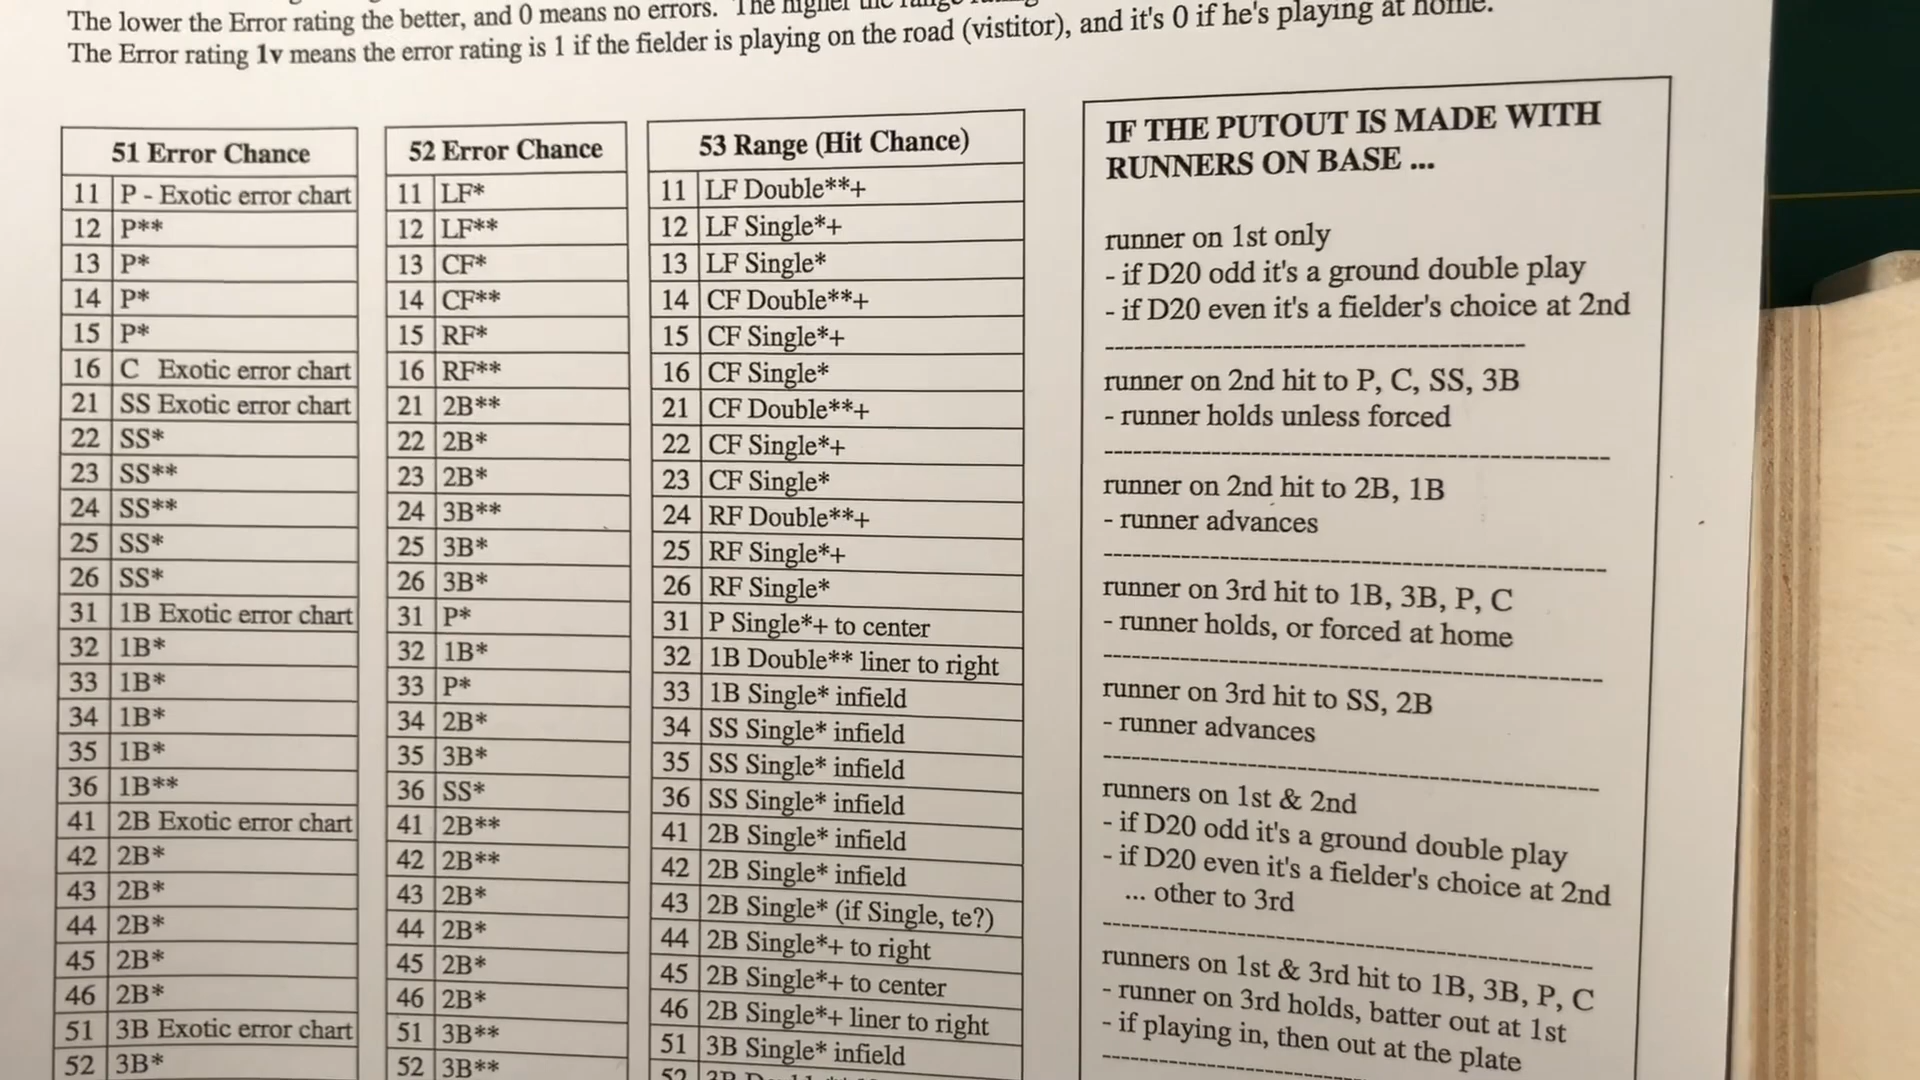 The lower the Error rating the better, and 0 means no errors. The higher the range
The Error rating 1v means the error rating is 1 if the fielder is playing on the road (vistitor), and it's 0 if he's playing at home.
51 Error Chance
11 P - Exotic error chart
12 P**
13 P*
14 P*
15 P*
16 C Exotic error chart
21 SS Exotic error chart
22 SS*
23 SS**
24 SS**
25 SS*
26 SS*
31 1B Exotic error chart
32 1B*
33 1B*
34 1B*
35 1B*
36 1B**
41 2B Exotic error chart
42 2B*
43 2B*
44 2B*
45 2B*
46 2B*
51 3B Exotic error chart
52 3B*
52 Error Chance
11 LF*
12 LF**
13 CF*
14 CF**
15 RF*
16 RF**
21 2B**
22 2B*
23 2B*
24 3B**
25 3B*
26 3B*
31 P*
32 1B*
33 P*
34 2B*
35 3B*
36 SS*
41 2B**
42 2B**
43 2B*
44 2B*
45 2B*
46 2B*
51 3B**
52 3B**
53 Range (Hit Chance)
11 LF Double**+
12 LF Single*+
13 LF Single*
14 CF Double**+
15 CF Single*+
16 CF Single*
21 CF Double**+
22 CF Single*+
23 CF Single*
24 RF Double**+
25 RF Single*+
26 RF Single*
31 P Single*+ to center
32 1B Double** liner to right
33 1B Single* infield
34 SS Single* infield
35 SS Single* infield
36 SS Single* infield
41 2B Single* infield
42 2B Single* infield
43 2B Single* (if Single, te?)
44 2B Single*+ to right
45 2B Single*+ to center
46 2B Single*+ liner to right
51 3B Single* infield
52
IF THE PUTOUT IS MADE WITH
RUNNERS ON BASE ...
runner on 1st only
- if D20 odd it's a ground double play
- if D20 even it's a fielder's choice at 2nd
runner on 2nd hit to P, C, SS, 3B
- runner holds unless forced
runner on 2nd hit to 2B, 1B
- runner advances
runner on 3rd hit to 1B, 3B, P, C
- runner holds, or forced at home
runner on 3rd hit to SS, 2B
- runner advances
runners on 1st & 2nd
- if D20 odd it's a ground double play
- if D20 even it's a fielder's choice at 2nd
... other to 3rd
runners on 1st & 3rd hit to 1B, 3B, P, C
- runner on 3rd holds, batter out at 1st
- if playing in, then out at the plate